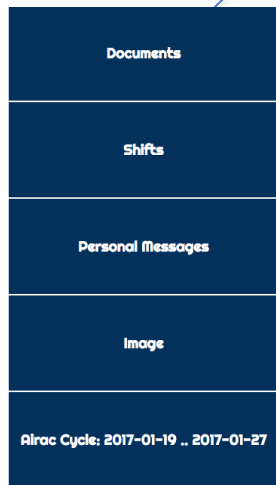 Documents
Shifts
Personal Messages
Image
Airac Cycle: 2017-01-19 .. 2017-01-27